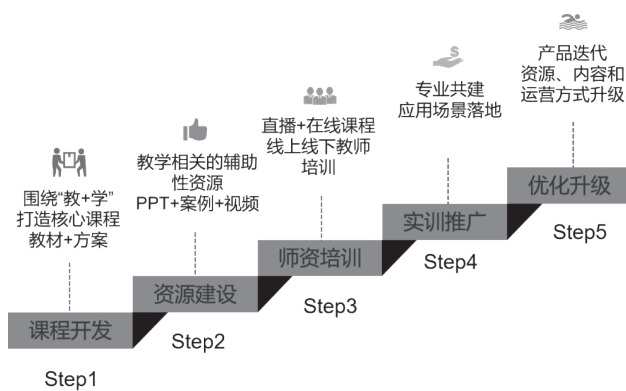 围绕“教+学”
打造核心课程
教材+方案
课程开发
Step1
教学相关的辅助
性资源
PPT+案例+视频
资源建设
Step2
直播+在线课程
线上线下教师
培训
师资培训
Step3
$
专业共建
应用场景落地
实训推广
Step4
产品迭代
资源、内容和
运营方式升级
优化升级
Step5